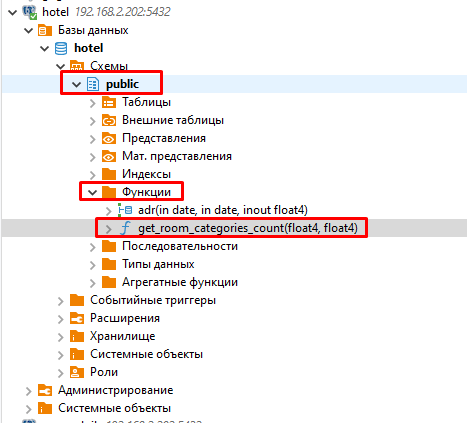 hotel 192.168.2.202:5432
Базы данных
hotel
Схемы
public
Таблицы
Внешние таблицы
Представления
Мат. представления
Индексы
Функции
adr(in date, in date, inout float4)
get_room_categories_count(float4, float4)
Последовательности
Типы данных
Агрегатные функции
Событийные триггеры
Расширения
Хранилище
Системные объекты
Роли
Администрирование
Системные объекты